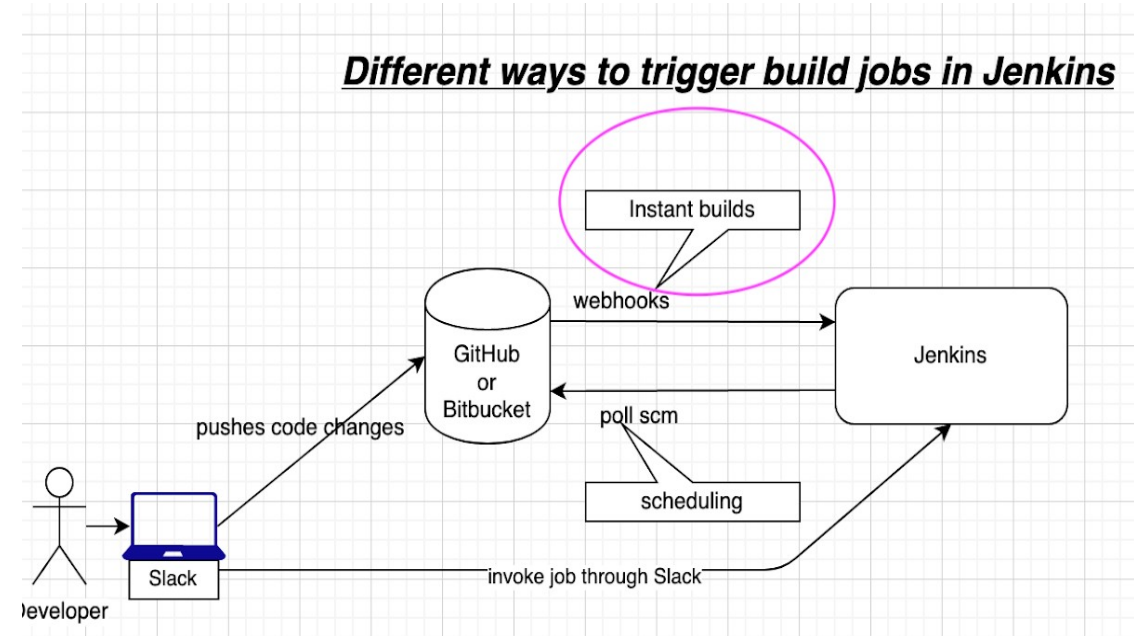 Different ways to trigger build jobs in Jenkins
Instant builds
webhooks
GitHub
or
Bitbucket
Jenkins
poll scm
pushes code changes
scheduling
Slack
invoke job through Slack
eveloper